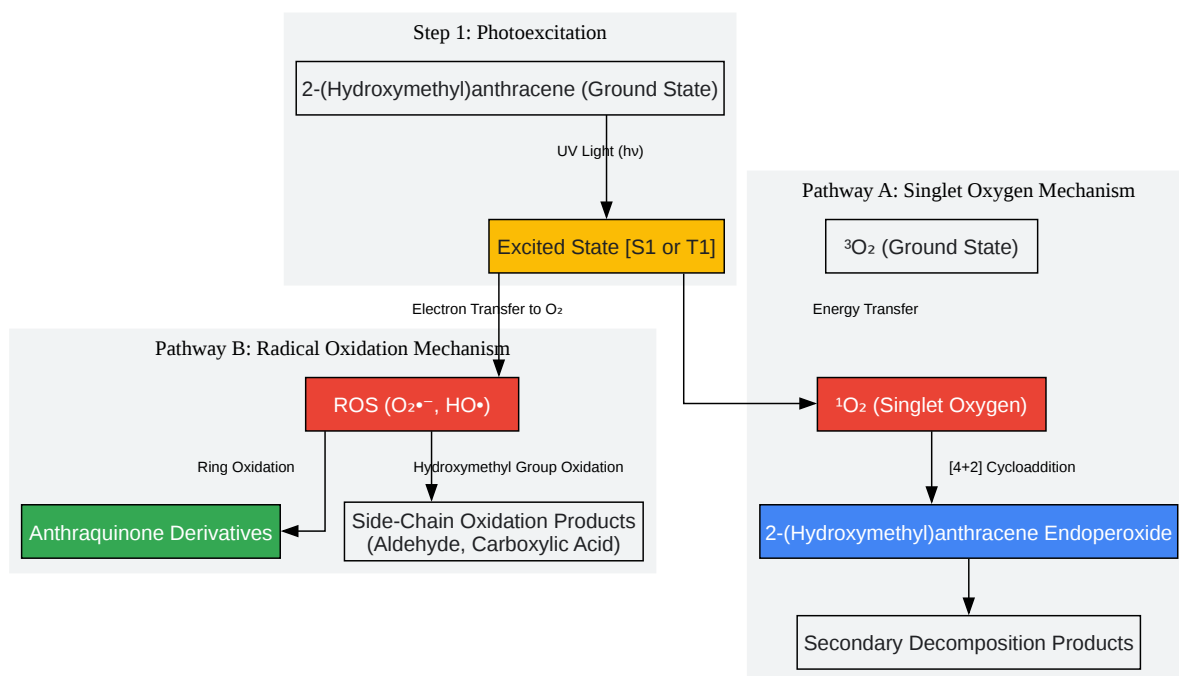 Step 1: Photoexcitation
2-(Hydroxymethyl)anthracene (Ground State)
UV Light (hν)
Excited State [S1 or T1]
Pathway A: Singlet Oxygen Mechanism
³O₂ (Ground State)
Energy Transfer
¹O₂ (Singlet Oxygen)
[4+2] Cycloaddition
2-(Hydroxymethyl)anthracene Endoperoxide
Secondary Decomposition Products
Electron Transfer to O₂
Pathway B: Radical Oxidation Mechanism
ROS (O₂•⁻, HO•)
Ring Oxidation
Hydroxymethyl Group Oxidation
Anthraquinone Derivatives
Side-Chain Oxidation Products
(Aldehyde, Carboxylic Acid)